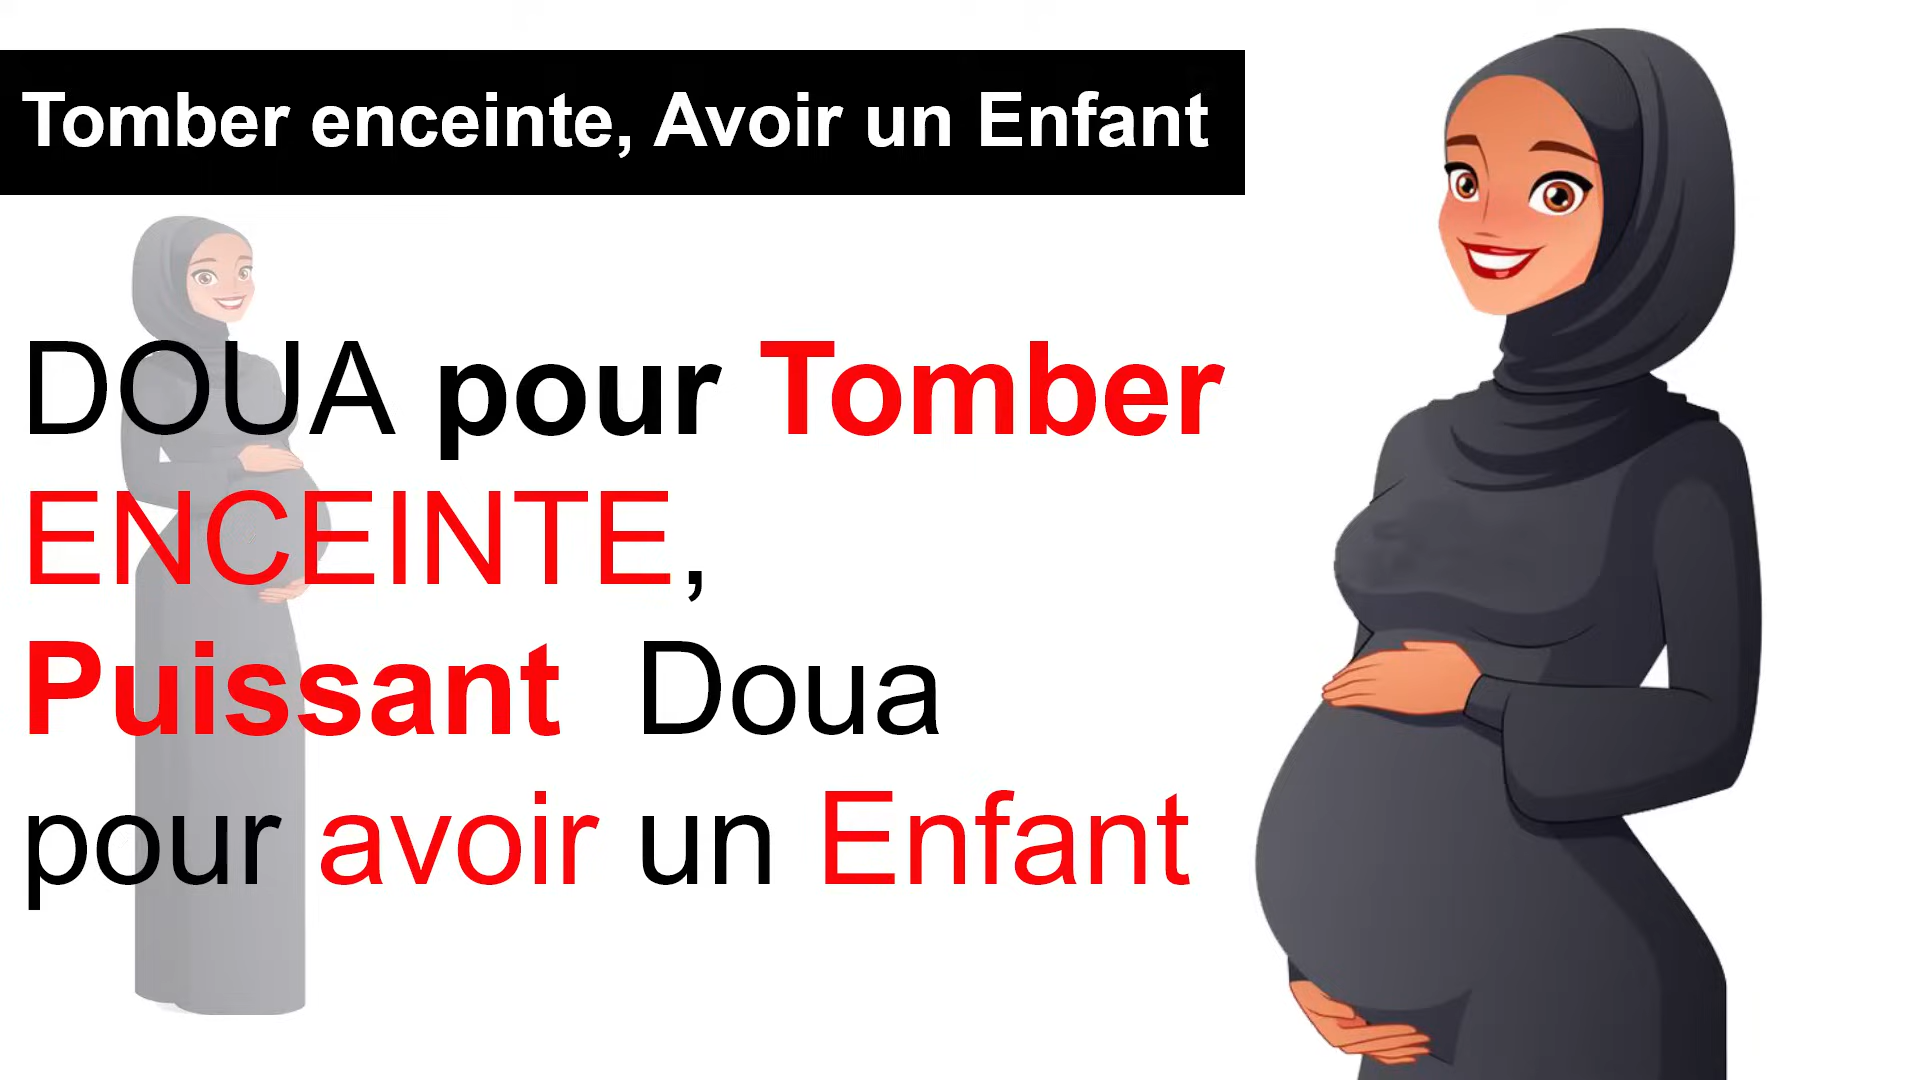 Tomber enceinte, Avoir un Enfant
DOUA pour Tomber
ENCEINTE,
Puissant Doua
pour avoir un Enfant